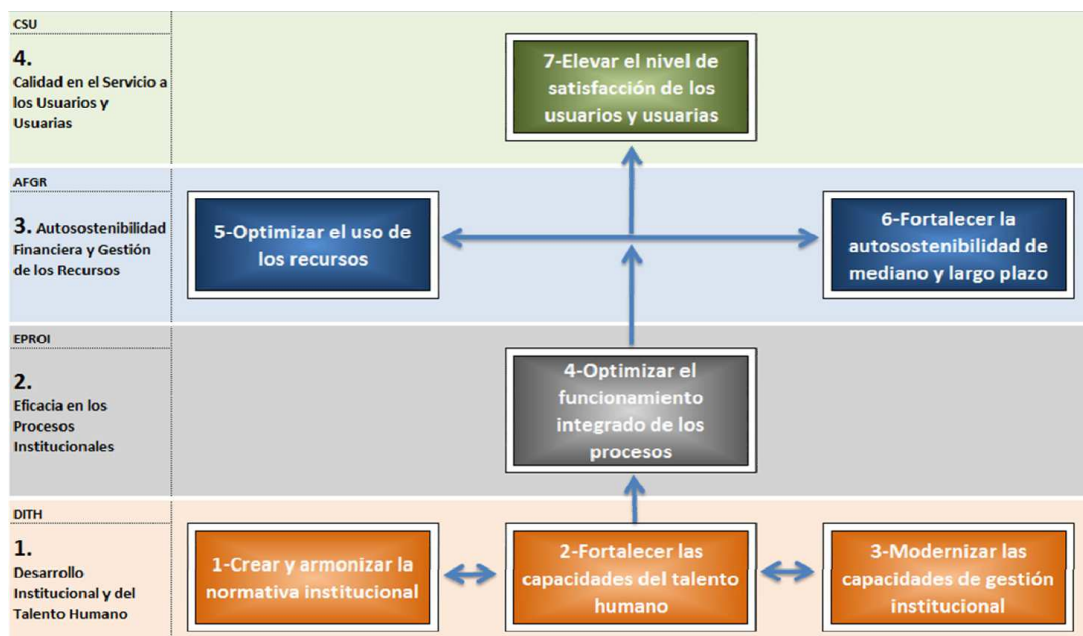 CSU
4.
Calidad en el Servicio a
los Usuarios y
Usuarias
7-Elevar el nivel de
satisfacción de los
usuarios y usuarias
AFGR
3. Autosostenibilidad
Financiera y Gestión
de los Recursos
5-Optimizar el uso de
los recursos
6-Fortalecer la
autosostenibilidad de
mediano y largo plazo
EPROI
2.
Eficacia en los
Procesos
Institucionales
4-Optimizar el
funcionamiento
integrado de los
procesos
DITH
1.
Desarrollo
Institucional y del
Talento Humano
1-Crear y armonizar la
normativa institucional
2-Fortalecer las
capacidades del talento
humano
3-Modernizar las
capacidades de gestión
institucional